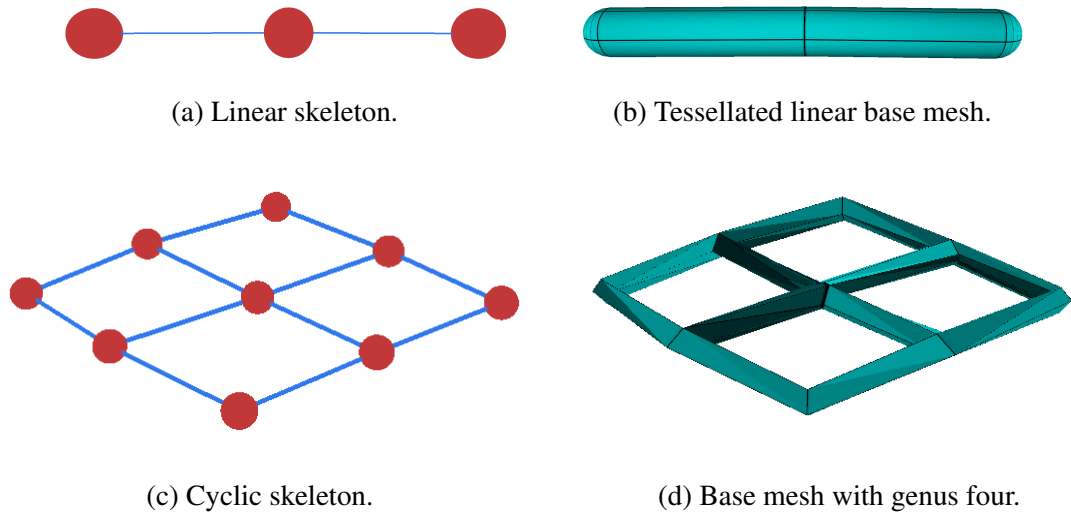 (a) Linear skeleton.
(b) Tessellated linear base mesh.
(c) Cyclic skeleton.
(d) Base mesh with genus four.